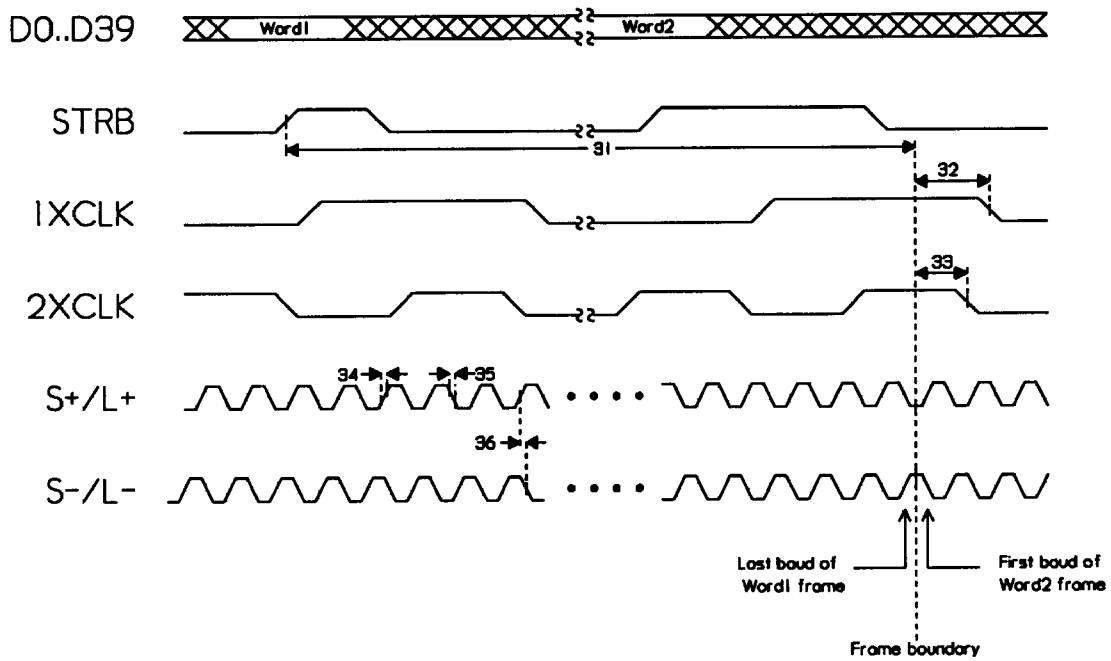 D0..D39
Word1
Word2
STRB
31
1XCLK
32
2XCLK
33
S+/L+
34
35
36
S-/L-
Last baud of
Word1 frame
First baud of
Word2 frame
Frame boundary